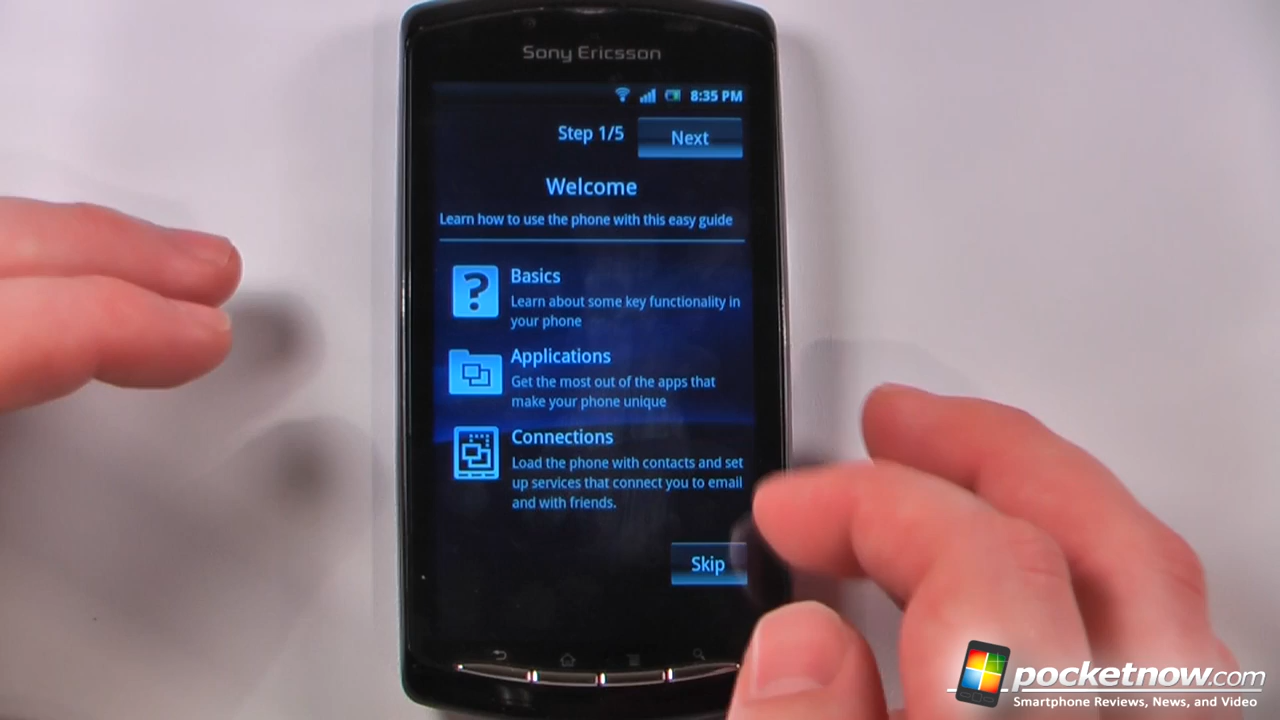 Sony Ericsson
8:35 PM
Step 1/5
Next
Welcome
Learn how to use the phone with this easy guide
Basics
Learn about some key functionality in
your phone
Applications
Get the most out of the apps that
make your phone unique
Connections
Load the phone with contacts and set
up services that connect you to email
and with friends.
Skip
pocketnow.com
Smartphone Reviews, News, and Video